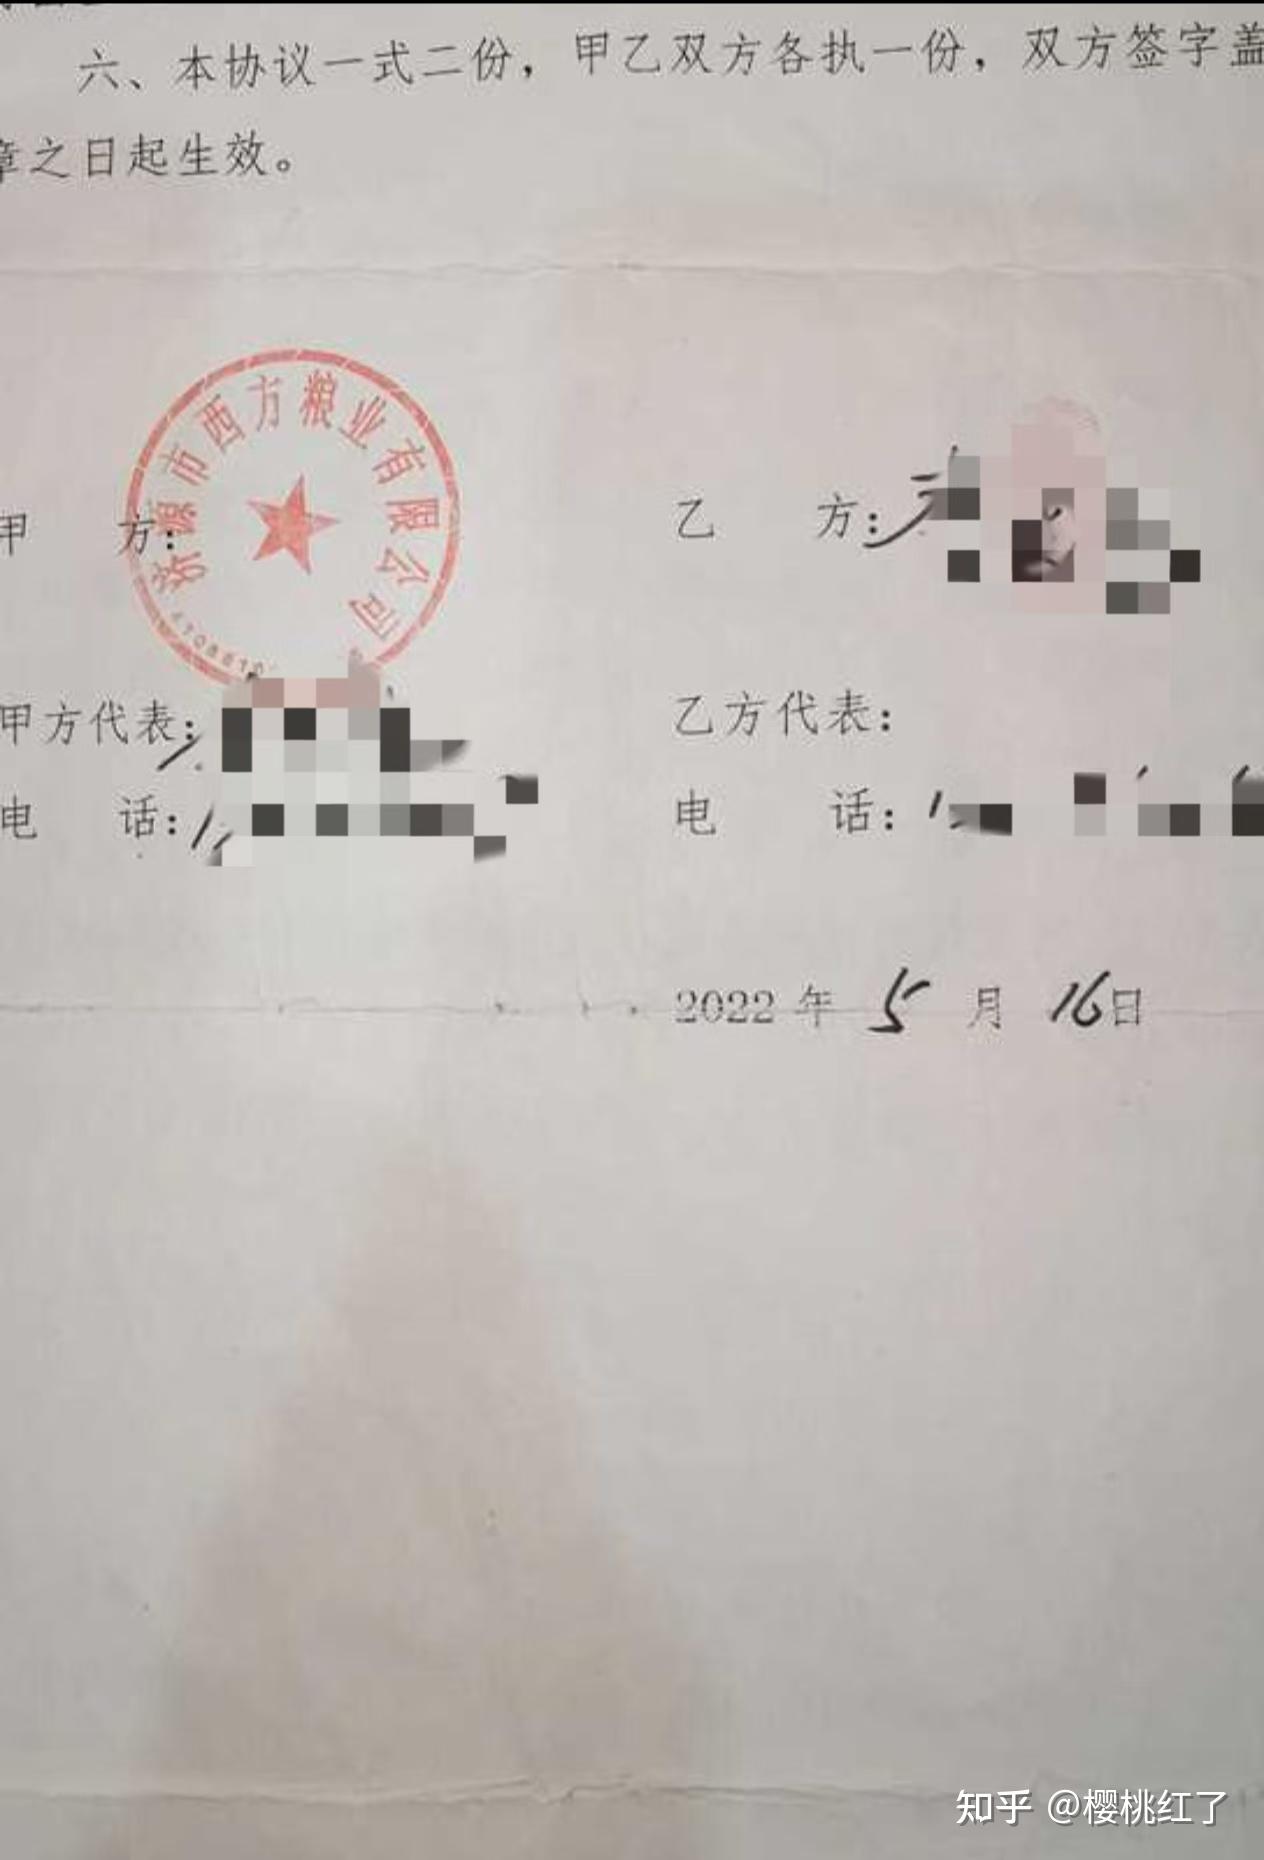 六、本协议一式二份，甲乙双方各执一份，双方签字盖
章之日起生效。
济源市西方粮业有限公司
甲 方：
乙 方：
甲方代表：
乙方代表：
电 话：
电 话：
2022 年 5 月 16日
知乎 @樱桃红了